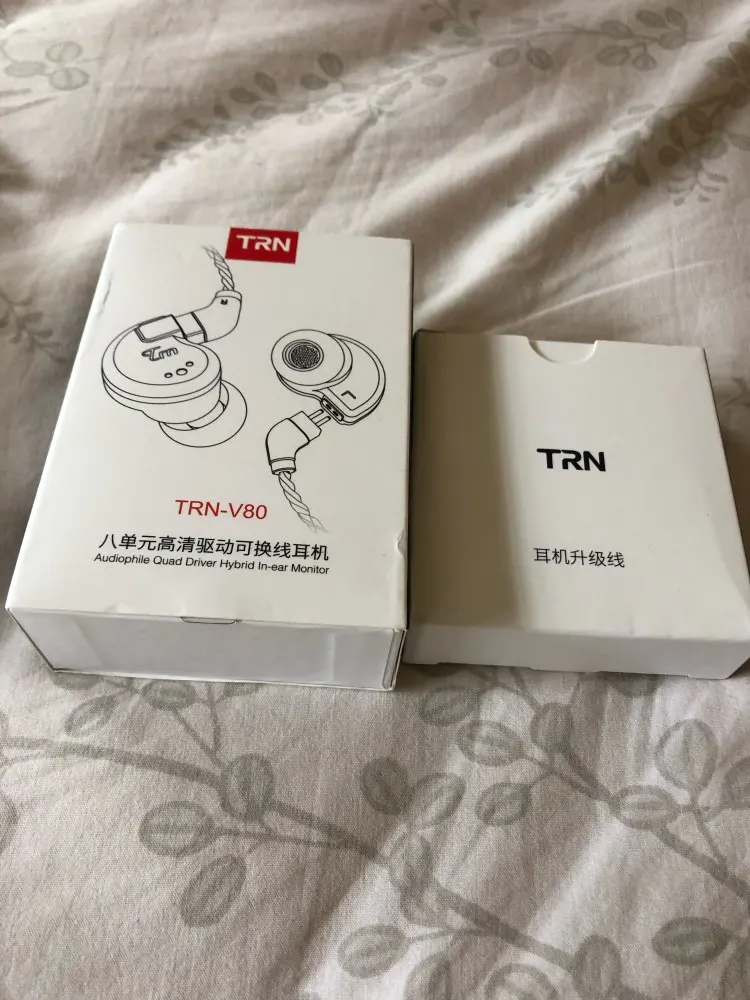 TRN
R
Trn
L
TRN-V80
八单元高清驱动可换线耳机
Audiophile Quad Driver Hybrid In-ear Monitor
TRN
耳机升级线